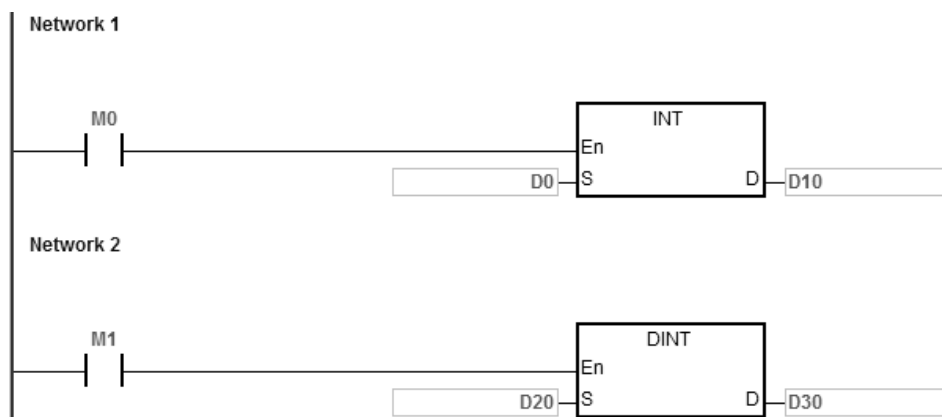 Network 1
M0
INT
En
D0 S D D10
Network 2
M1
DINT
En
D20 S D D30